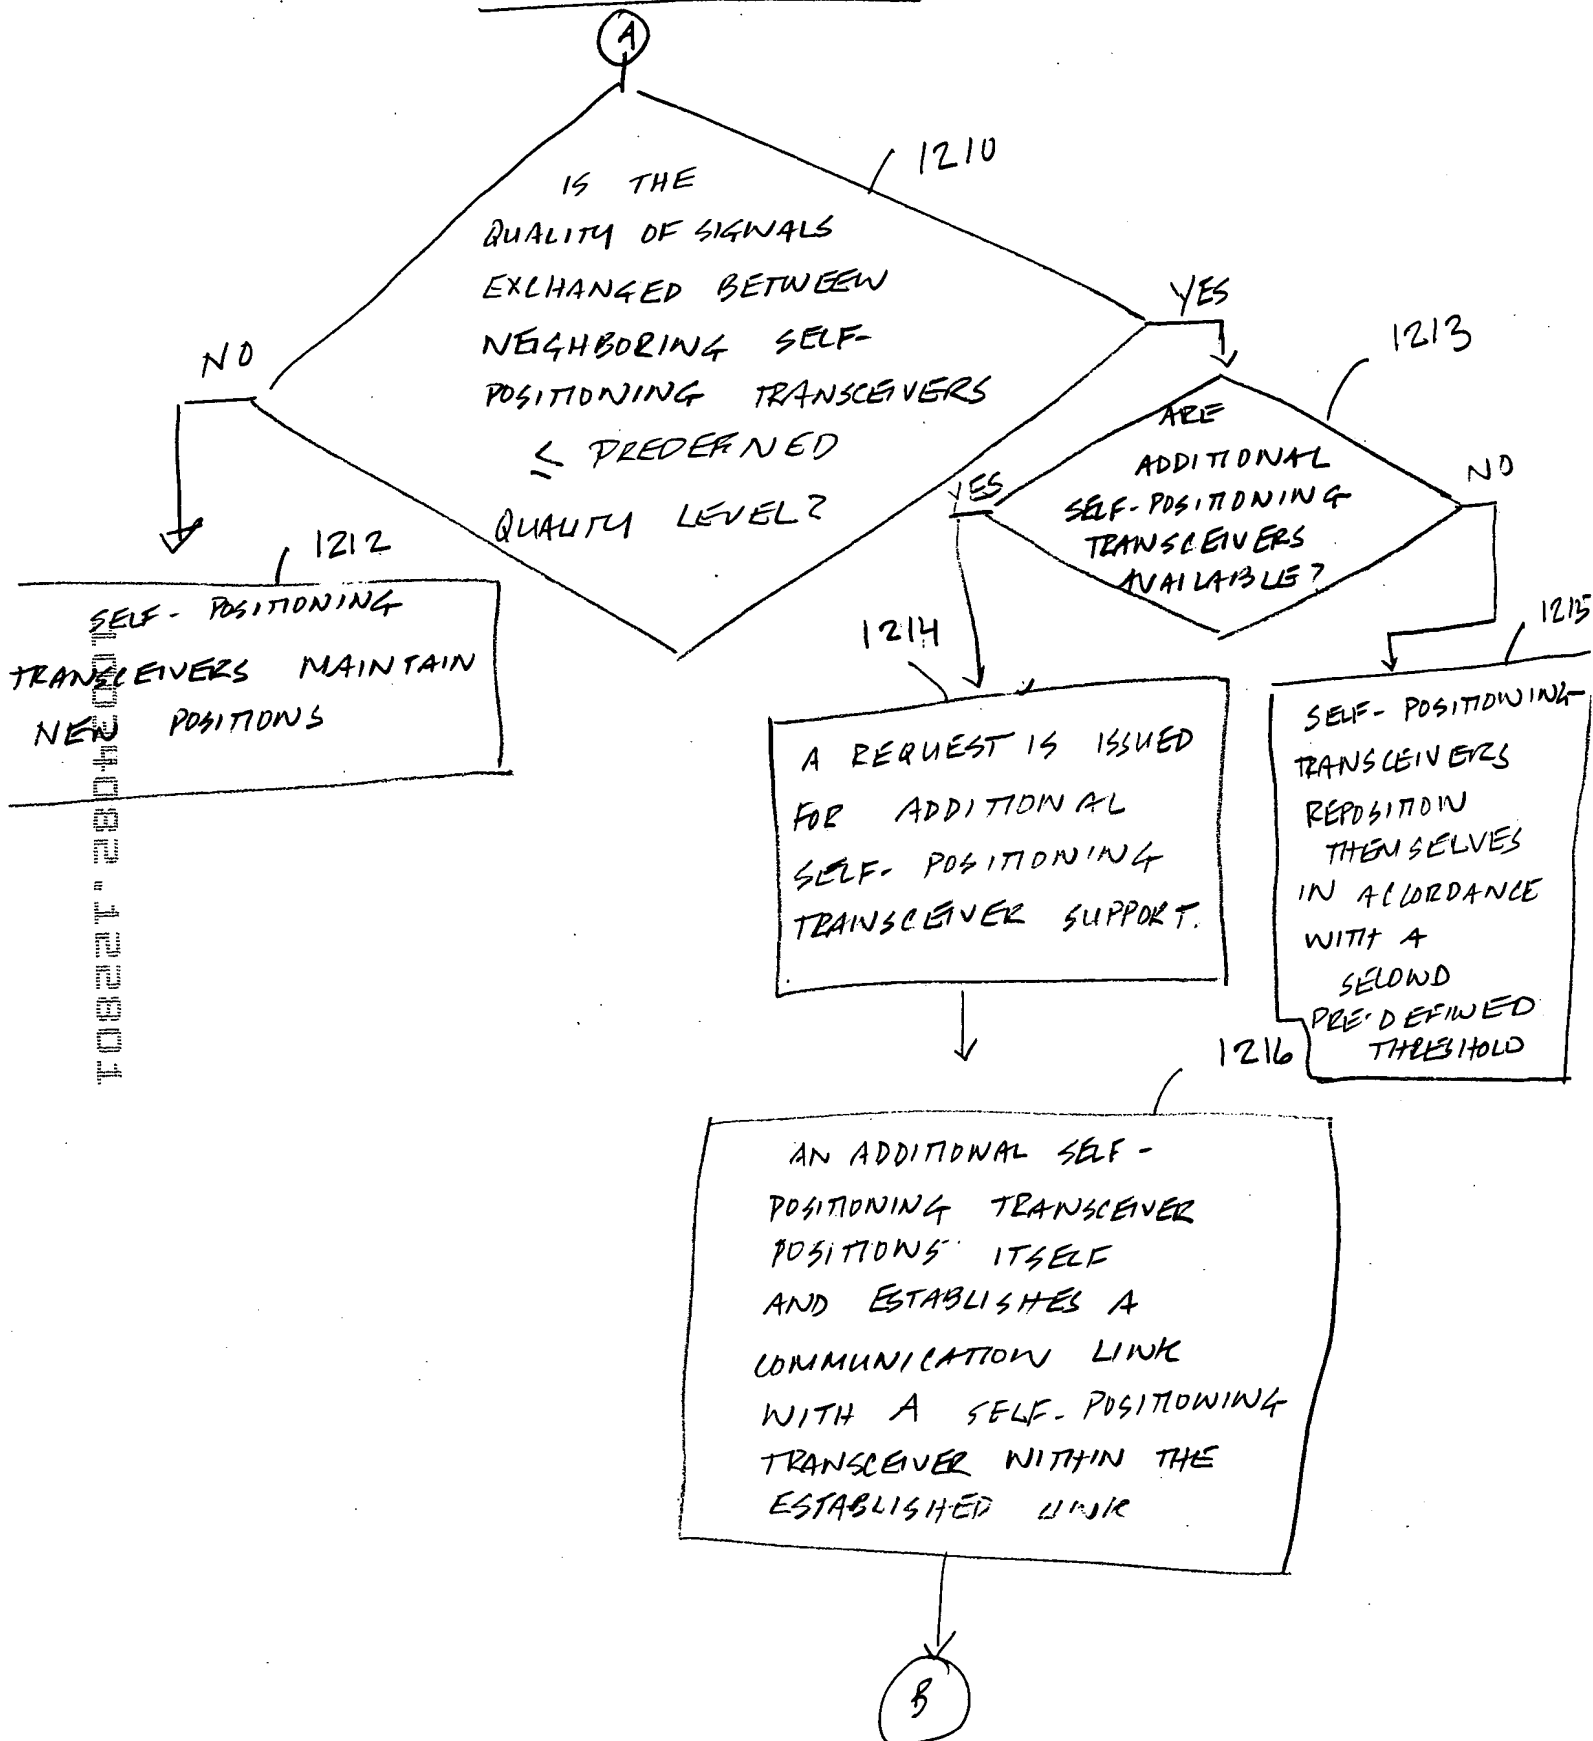 A
1210
IS THE
QUALITY OF SIGNALS
EXCHANGED BETWEEN
NEIGHBORING SELF-
POSITIONING TRANSCEIVERS
≤ PREDEFINED
QUALITY LEVEL?
NO
YES
1212
SELF-POSITIONING
TRANSCEIVERS MAINTAIN
NEW POSITIONS
1213
ARE
ADDITIONAL
SELF-POSITIONING
TRANSCEIVERS
AVAILABLE?
YES
NO
1214
A REQUEST IS ISSUED
FOR ADDITIONAL
SELF-POSITIONING
TRANSCEIVER SUPPORT.
1215
SELF-POSITIONING
TRANSCEIVERS
REPOSITION
THEMSELVES
IN ACCORDANCE
WITH A
SECOND
PRE-DEFINED
THRESHOLD
1216
AN ADDITIONAL SELF-
POSITIONING TRANSCEIVER
POSITIONS ITSELF
AND ESTABLISHES A
COMMUNICATION LINK
WITH A SELF-POSITIONING
TRANSCEIVER WITHIN THE
ESTABLISHED LINK
B
10034082.122801